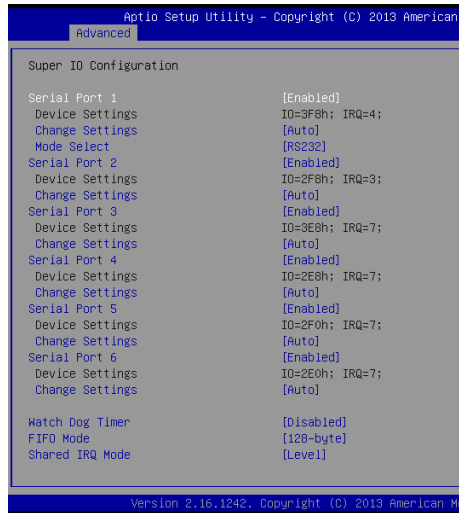 Aptio Setup Utility – Copyright (C) 2013 American
Advanced
Super IO Configuration
Serial Port 1 [Enabled]
Device Settings IO=3F8h; IRQ=4;
Change Settings [Auto]
Mode Select [RS232]
Serial Port 2 [Enabled]
Device Settings IO=2F8h; IRQ=3;
Change Settings [Auto]
Serial Port 3 [Enabled]
Device Settings IO=3E8h; IRQ=7;
Change Settings [Auto]
Serial Port 4 [Enabled]
Device Settings IO=2E8h; IRQ=7;
Change Settings [Auto]
Serial Port 5 [Enabled]
Device Settings IO=2F0h; IRQ=7;
Change Settings [Auto]
Serial Port 6 [Enabled]
Device Settings IO=2E0h; IRQ=7;
Change Settings [Auto]
Watch Dog Timer [Disabled]
FIFO Mode [128-byte]
Shared IRQ Mode [Level]
Version 2.16.1242. Copyright (C) 2013 American